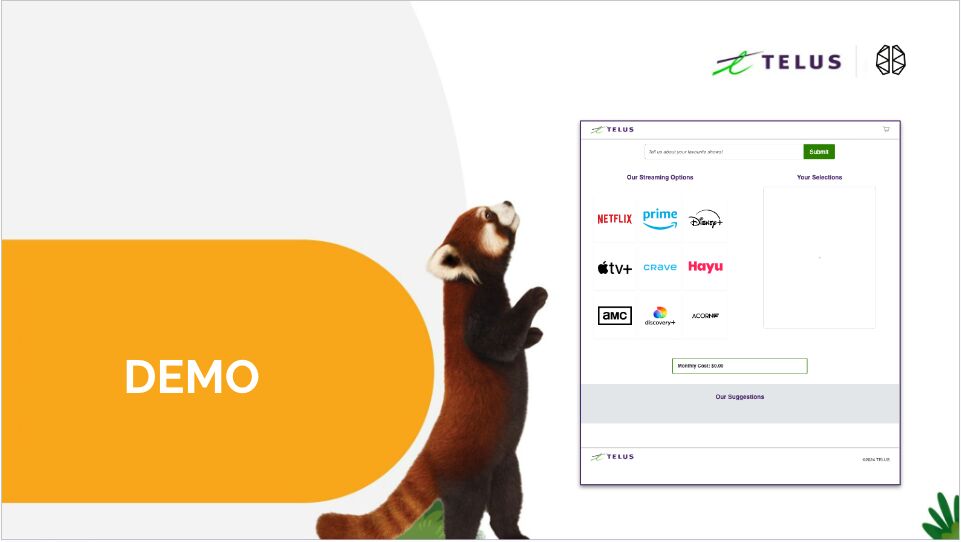 TELUS
TELUS
Tell us about your favourite shows!
Submit
Our Streaming Options
Your Selections
NETFLIX
prime
Disney+
tv+
CRAVE
Hayu
AMC
discovery+
ACORN TV
Monthly Cost: $0.00
Our Suggestions
TELUS
©2024 TELUS
DEMO